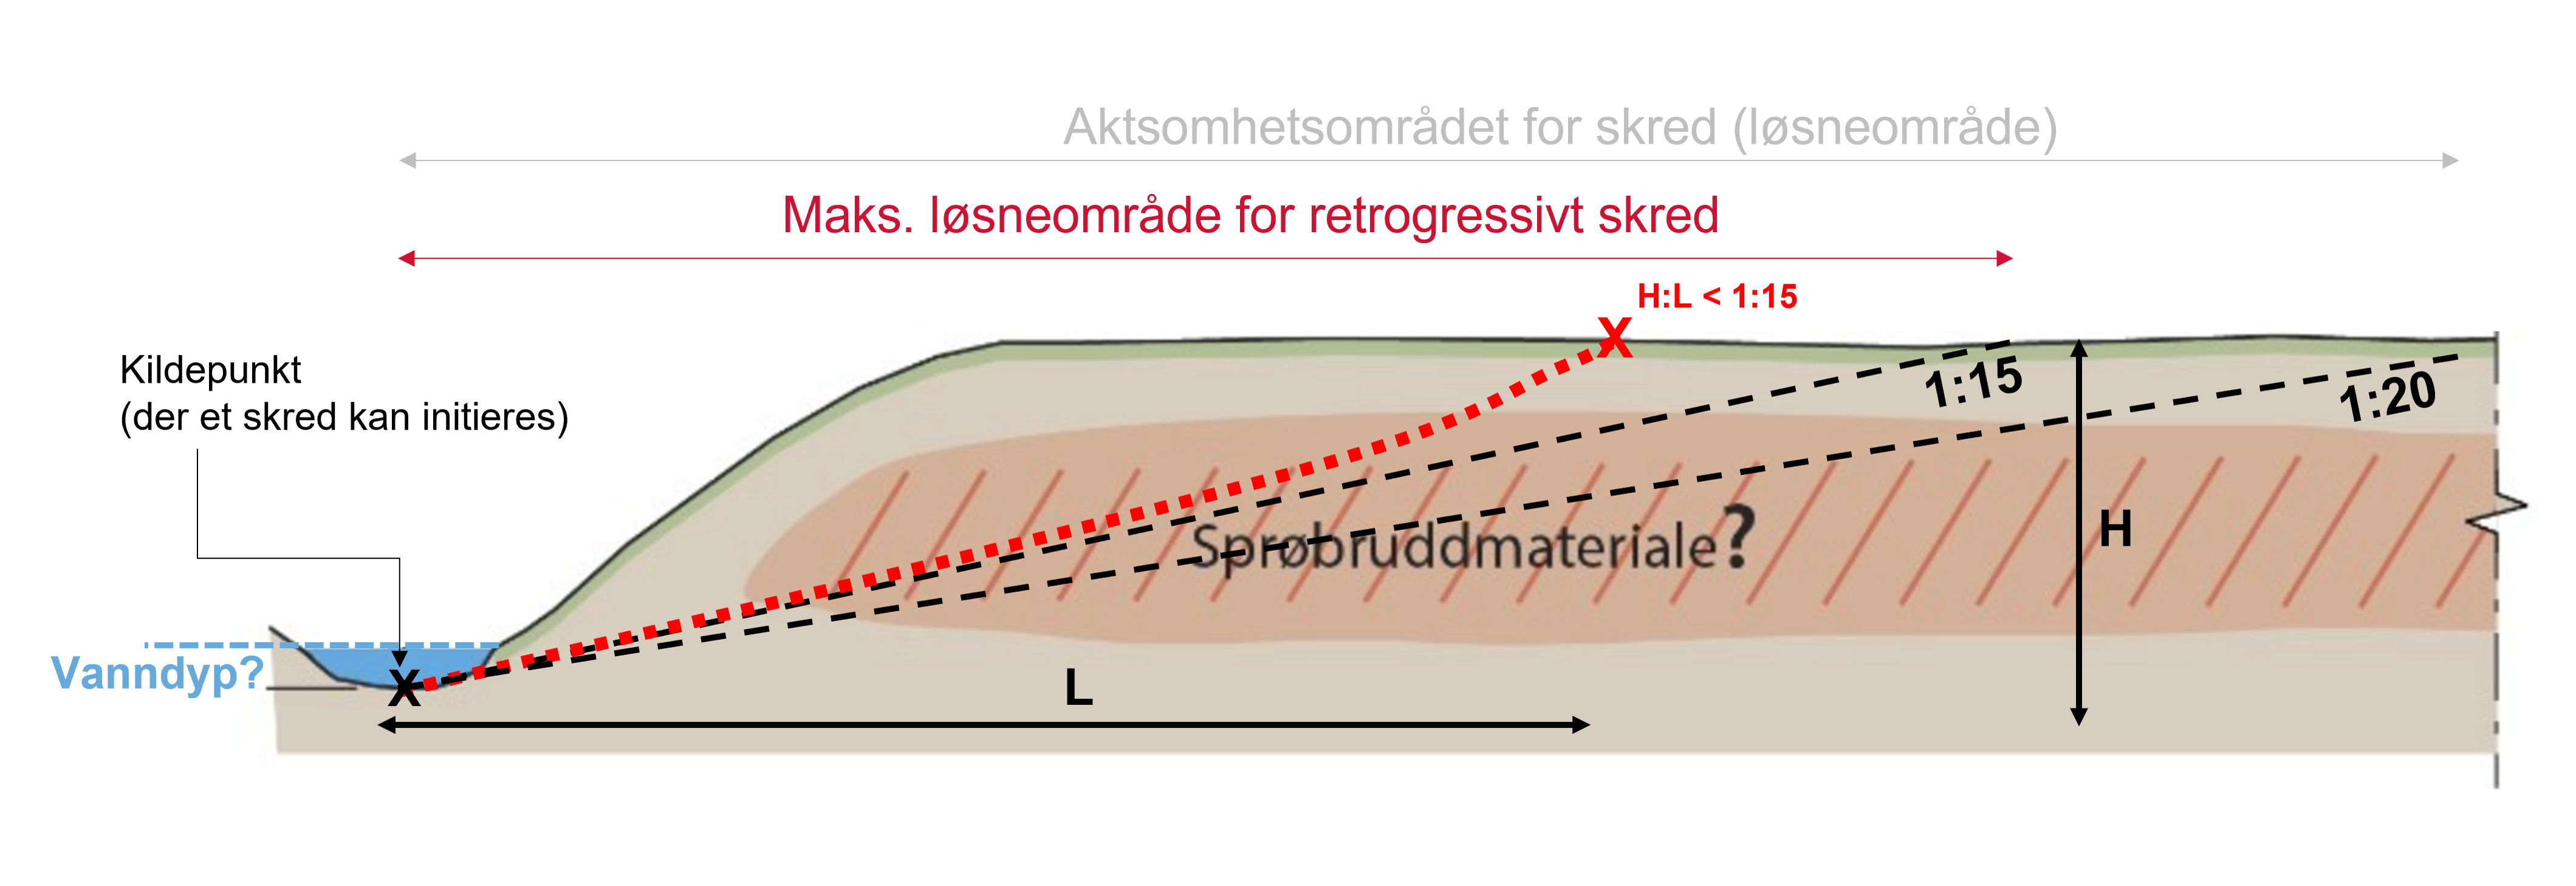 Aktsomhetsområdet for skred (løsneområde)
Maks. løsneområde for retrogressivt skred
H:L < 1:15
X
Kildepunkt
(der et skred kan initieres)
1:15
1:20
Sprøbruddmateriale?
H
Vanndyp?
X
L